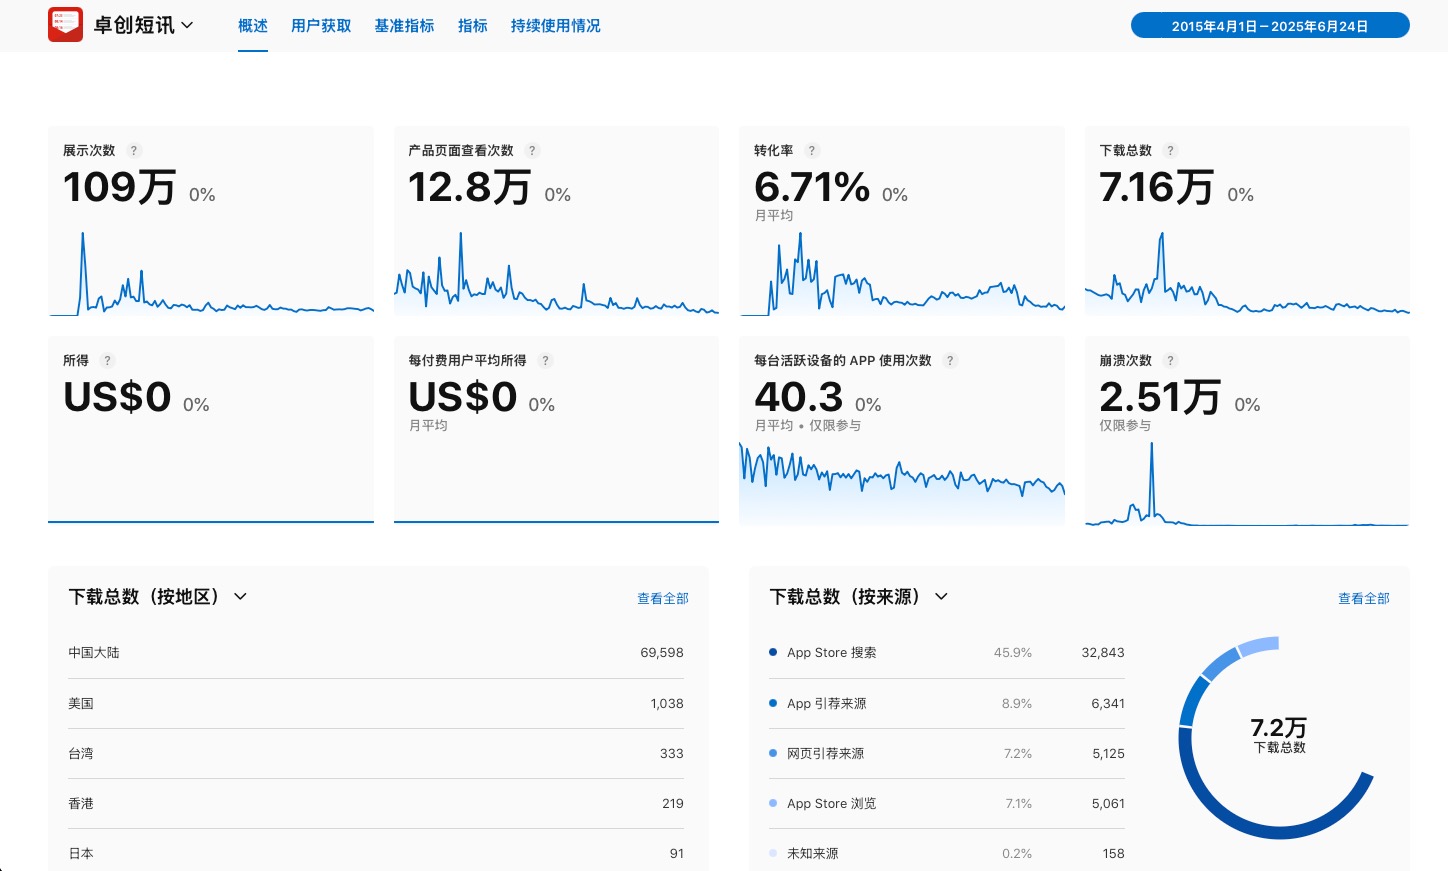 卓创短讯
概述 用户获取 基准指标 指标 持续使用情况
2015年4月1日－2025年6月24日
展示次数 ?
109万 0%
产品页面查看次数 ?
12.8万 0%
转化率 ?
6.71% 0%
月平均
下载总数 ?
7.16万 0%
所得 ?
US$0 0%
每付费用户平均所得 ?
US$0 0%
月平均
每台活跃设备的 APP 使用次数 ?
40.3 0%
月平均 • 仅限参与
崩溃次数 ?
2.51万 0%
仅限参与
下载总数（按地区） 查看全部
中国大陆 69,598
美国 1,038
台湾 333
香港 219
日本 91
下载总数（按来源） 查看全部
App Store 搜索 45.9% 32,843
App 引荐来源 8.9% 6,341
网页引荐来源 7.2% 5,125
App Store 浏览 7.1% 5,061
未知来源 0.2% 158
7.2万
下载总数